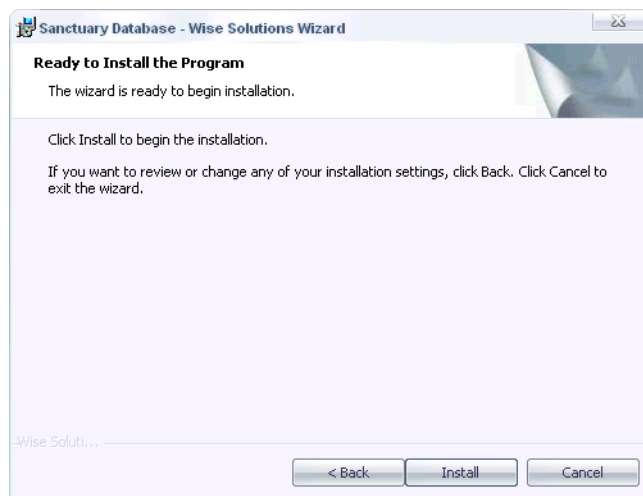 Sanctuary Database - Wise Solutions Wizard
Ready to Install the Program
The wizard is ready to begin installation.
Click Install to begin the installation.
If you want to review or change any of your installation settings, click Back. Click Cancel to
exit the wizard.
Wise Soluti...
< Back Install Cancel